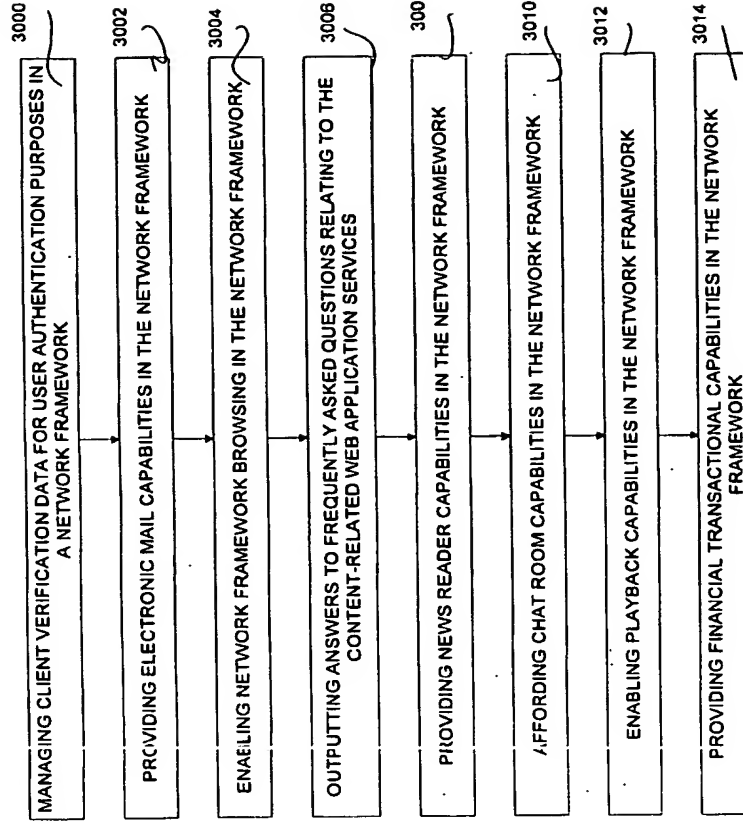 3000
MANAGING CLIENT VERIFICATION DATA FOR USER AUTHENTICATION PURPOSES IN
A NETWORK FRAMEWORK
3002
PROVIDING ELECTRONIC MAIL CAPABILITIES IN THE NETWORK FRAMEWORK
3004
ENABLING NETWORK FRAMEWORK BROWSING IN THE NETWORK FRAMEWORK
3006
OUTPUTTING ANSWERS TO FREQUENTLY ASKED QUESTIONS RELATING TO THE
CONTENT-RELATED WEB APPLICATION SERVICES
300
PROVIDING NEWS READER CAPABILITIES IN THE NETWORK FRAMEWORK
3010
AFFORDING CHAT ROOM CAPABILITIES IN THE NETWORK FRAMEWORK
3012
ENABLING PLAYBACK CAPABILITIES IN THE NETWORK FRAMEWORK
3014
PROVIDING FINANCIAL TRANSACTIONAL CAPABILITIES IN THE NETWORK
FRAMEWORK